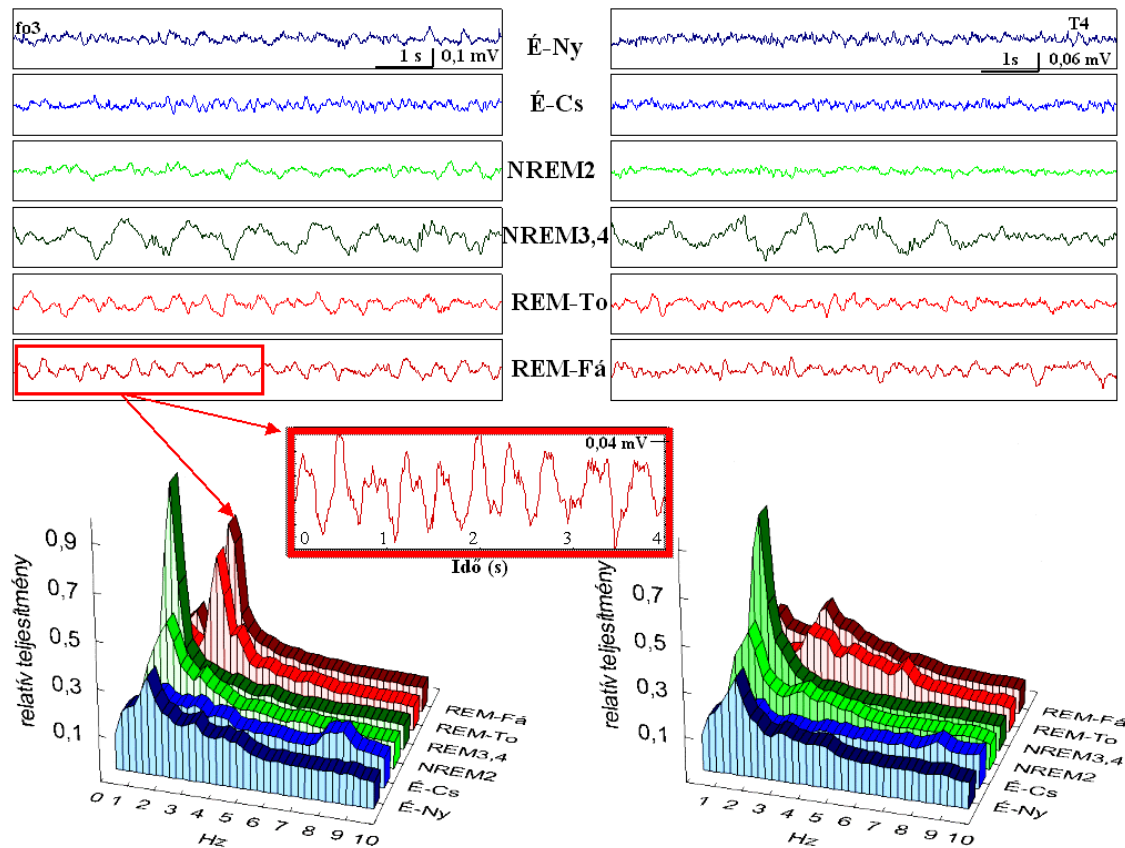 fo3
1 s 0,1 mV
É-Ny
T4
1s 0,06 mV
É-Cs
NREM2
NREM3,4
REM-To
REM-Fá
0,04 mV
0 1 2 3 4
Idő (s)
relatív teljesítmény
0,9
0,7
0,5
0,3
0,1
0 1 2 3 4 5 6 7 8 9 10
Hz
REM-Fá
REM-To
REM3,4
NREM2
É-Cs
É-Ny
relatív teljesítmény
0,7
0,5
0,3
0,1
1 2 3 4 5 6 7 8 9 10
Hz
REM-Fá
REM-To
NREM3,4
NREM2
É-Cs
É-Ny